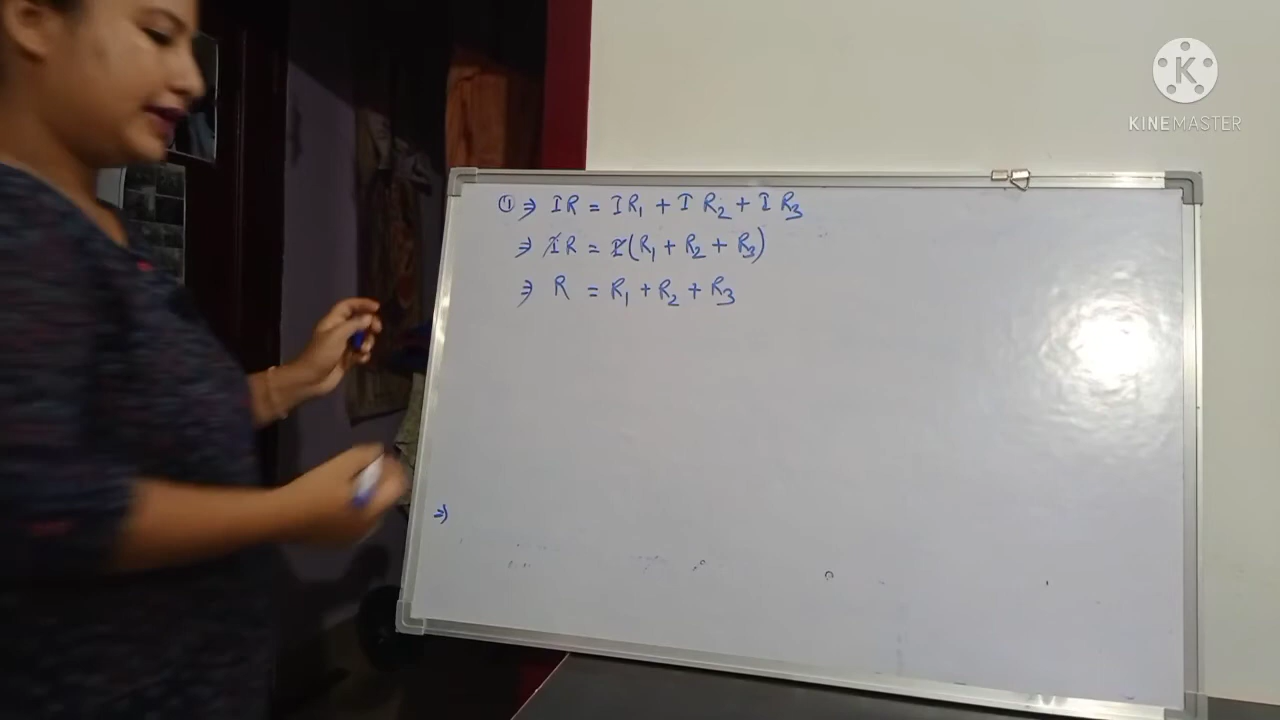 K
KINEMASTER
① ⇒ IR = IR₁ + IR₂ + IR₃
⇒ IR = I(R₁ + R₂ + R₃)
⇒ R = R₁ + R₂ + R₃
⇒